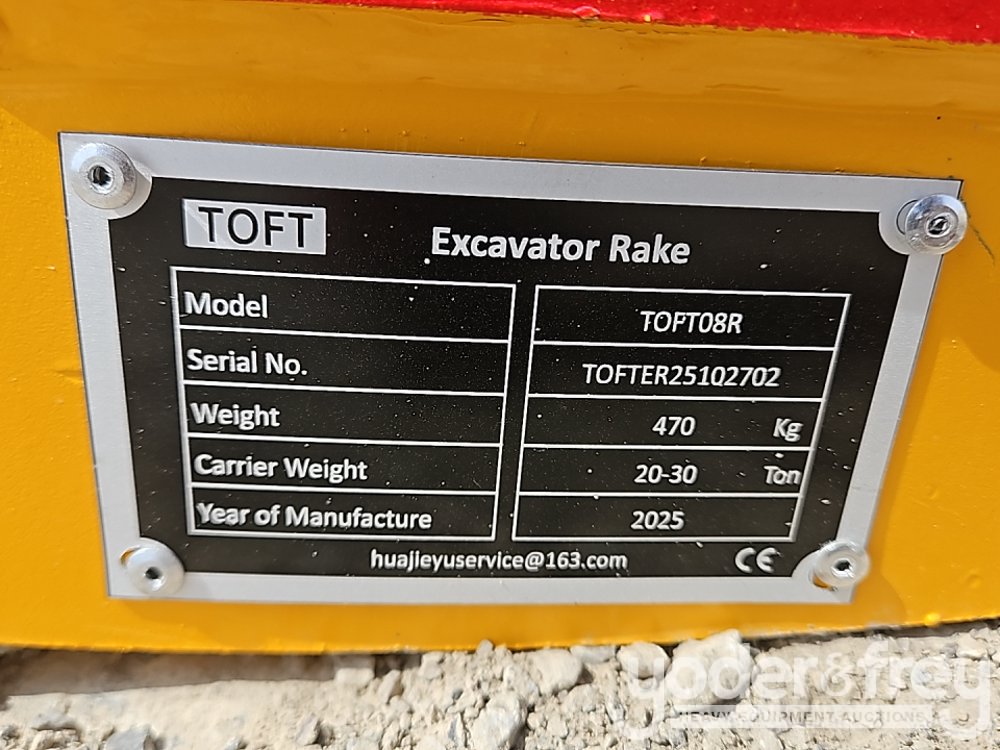 TOFT
Excavator Rake
Model TOFT08R
Serial No. TOFTER25102702
Weight 470 Kg
Carrier Weight 20-30 Ton
Year of Manufacture 2025
huajieyuservice@163.com CE
yoder&frey
HEAVY EQUIPMENT AUCTIONS